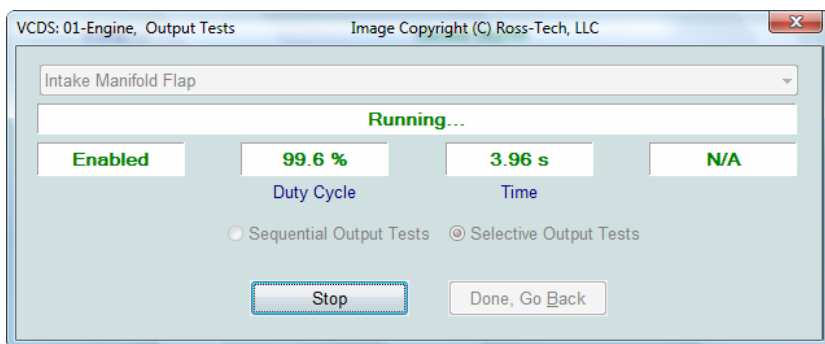 VCDS: 01-Engine, Output Tests Image Copyright (C) Ross-Tech, LLC
Intake Manifold Flap
Running...
Enabled 99.6 % 3.96 s N/A
Duty Cycle Time
Sequential Output Tests Selective Output Tests
Stop Done, Go Back